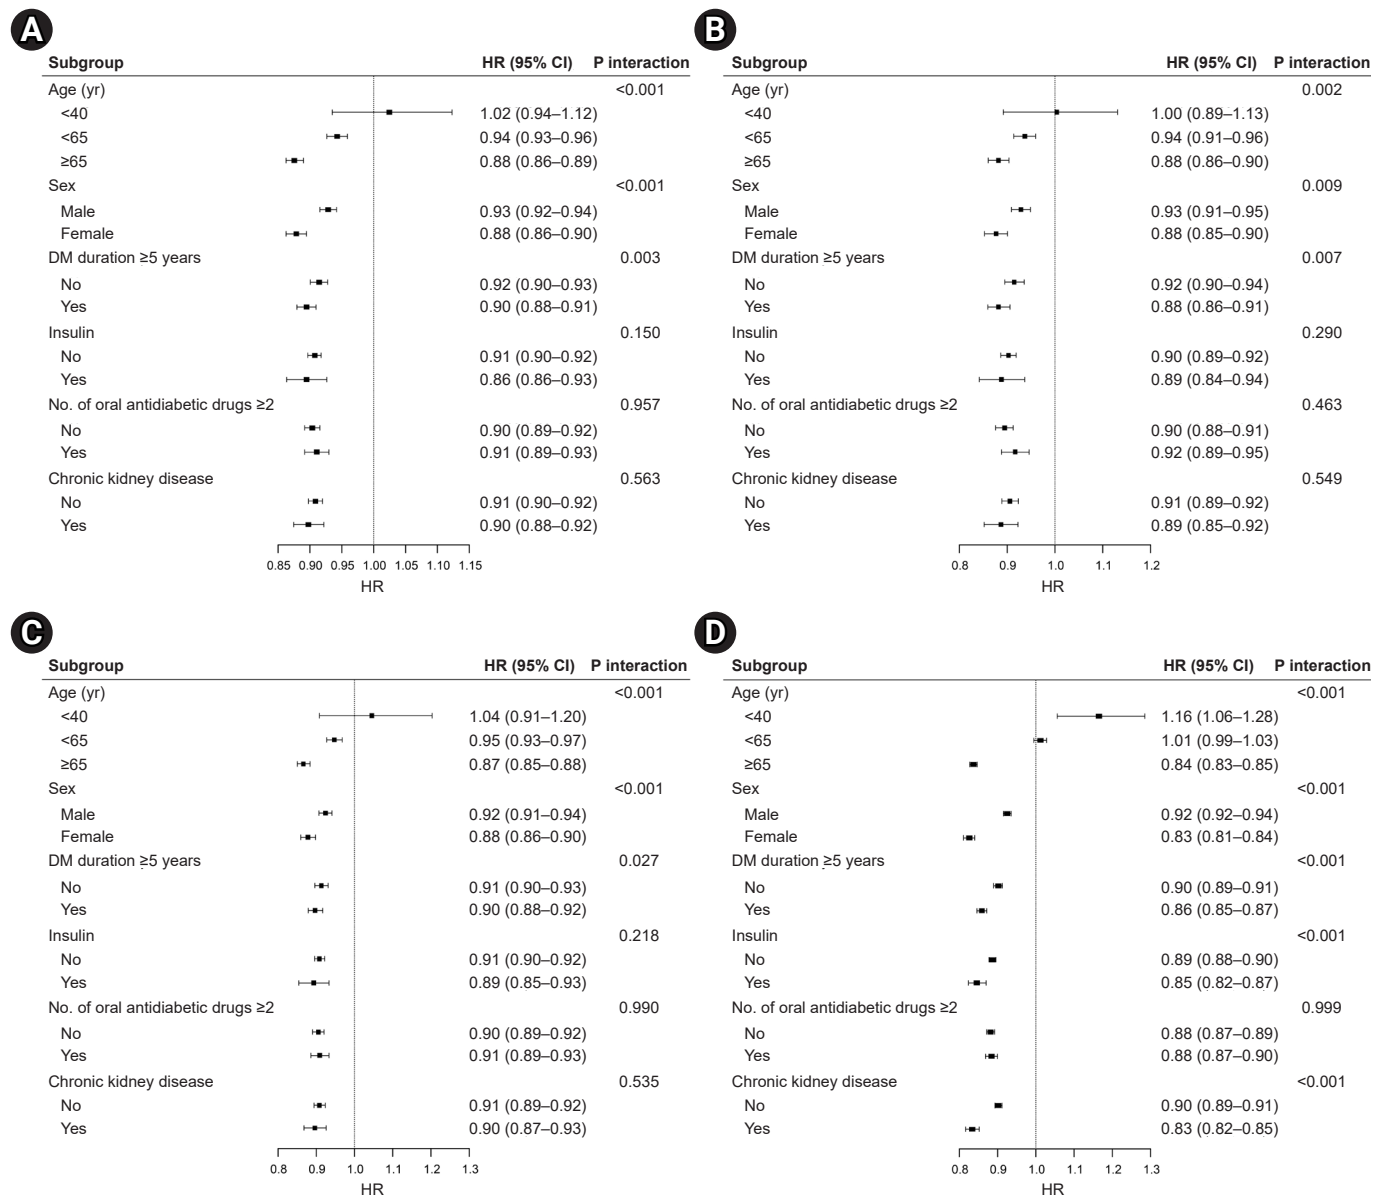 A
Subgroup HR (95% CI) P interaction
Age (yr) <0.001
<40 1.02 (0.94–1.12)
<65 0.94 (0.93–0.96)
≥65 0.88 (0.86–0.89)
Sex <0.001
Male 0.93 (0.92–0.94)
Female 0.88 (0.86–0.90)
DM duration ≥5 years 0.003
No 0.92 (0.90–0.93)
Yes 0.90 (0.88–0.91)
Insulin 0.150
No 0.91 (0.90–0.92)
Yes 0.86 (0.86–0.93)
No. of oral antidiabetic drugs ≥2 0.957
No 0.90 (0.89–0.92)
Yes 0.91 (0.89–0.93)
Chronic kidney disease 0.563
No 0.91 (0.90–0.92)
Yes 0.90 (0.88–0.92)
0.85 0.90 0.95 1.00 1.05 1.10 1.15
HR
B
Subgroup HR (95% CI) P interaction
Age (yr) 0.002
<40 1.00 (0.89–1.13)
<65 0.94 (0.91–0.96)
≥65 0.88 (0.86–0.90)
Sex 0.009
Male 0.93 (0.91–0.95)
Female 0.88 (0.85–0.90)
DM duration ≥5 years 0.007
No 0.92 (0.90–0.94)
Yes 0.88 (0.86–0.91)
Insulin 0.290
No 0.90 (0.89–0.92)
Yes 0.89 (0.84–0.94)
No. of oral antidiabetic drugs ≥2 0.463
No 0.90 (0.88–0.91)
Yes 0.92 (0.89–0.95)
Chronic kidney disease 0.549
No 0.91 (0.89–0.92)
Yes 0.89 (0.85–0.92)
0.8 0.9 1.0 1.1 1.2
HR
C
Subgroup HR (95% CI) P interaction
Age (yr) <0.001
<40 1.04 (0.91–1.20)
<65 0.95 (0.93–0.97)
≥65 0.87 (0.85–0.88)
Sex <0.001
Male 0.92 (0.91–0.94)
Female 0.88 (0.86–0.90)
DM duration ≥5 years 0.027
No 0.91 (0.90–0.93)
Yes 0.90 (0.88–0.92)
Insulin 0.218
No 0.91 (0.90–0.92)
Yes 0.89 (0.85–0.93)
No. of oral antidiabetic drugs ≥2 0.990
No 0.90 (0.89–0.92)
Yes 0.91 (0.89–0.93)
Chronic kidney disease 0.535
No 0.91 (0.89–0.92)
Yes 0.90 (0.87–0.93)
0.8 0.9 1.0 1.1 1.2 1.3
HR
D
Subgroup HR (95% CI) P interaction
Age (yr) <0.001
<40 1.16 (1.06–1.28)
<65 1.01 (0.99–1.03)
≥65 0.84 (0.83–0.85)
Sex <0.001
Male 0.92 (0.92–0.94)
Female 0.83 (0.81–0.84)
DM duration ≥5 years <0.001
No 0.90 (0.89–0.91)
Yes 0.86 (0.85–0.87)
Insulin <0.001
No 0.89 (0.88–0.90)
Yes 0.85 (0.82–0.87)
No. of oral antidiabetic drugs ≥2 0.999
No 0.88 (0.87–0.89)
Yes 0.88 (0.87–0.90)
Chronic kidney disease <0.001
No 0.90 (0.89–0.91)
Yes 0.83 (0.82–0.85)
0.8 0.9 1.0 1.1 1.2 1.3
HR